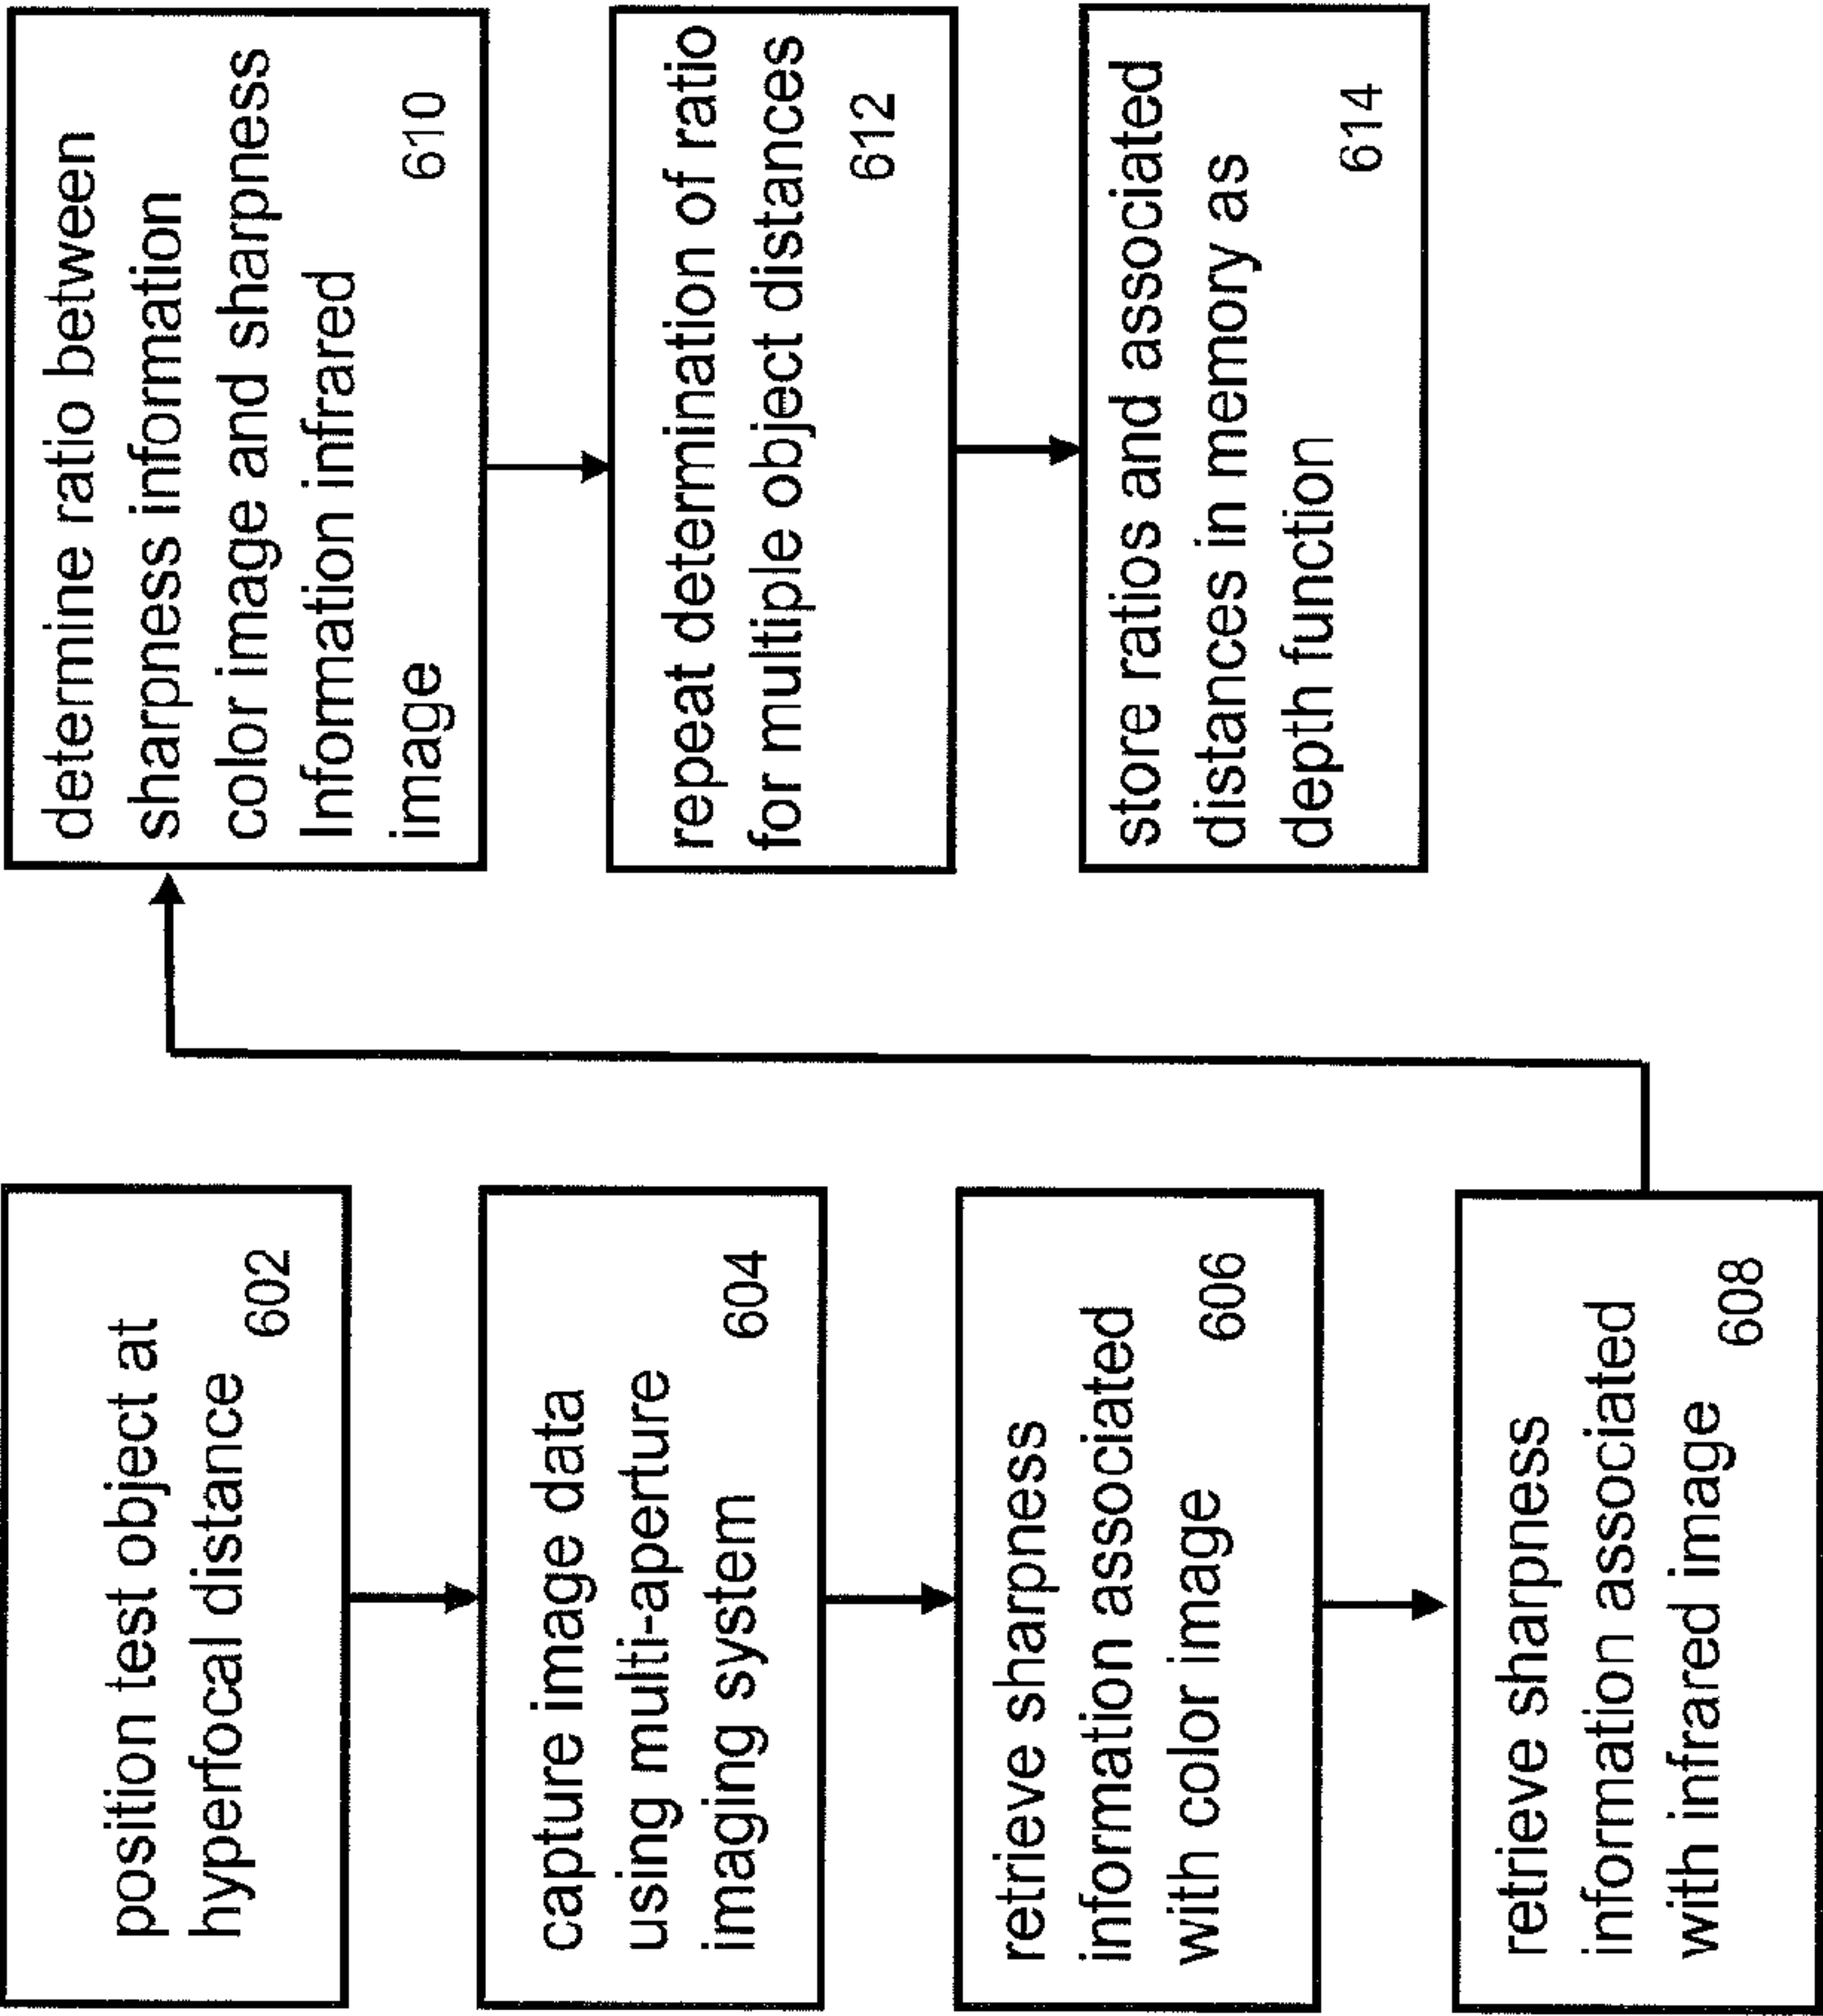 position test object at
hyperfocal distance
602
capture image data
using multi-aperture
imaging system
604
retrieve sharpness
information associated
with color image
606
retrieve sharpness
information associated
with infrared image
608
determine ratio between
sharpness information
color image and sharpness
Information infrared
image
610
repeat determination of ratio
for multiple object distances
612
store ratios and associated
distances in memory as
depth function
614